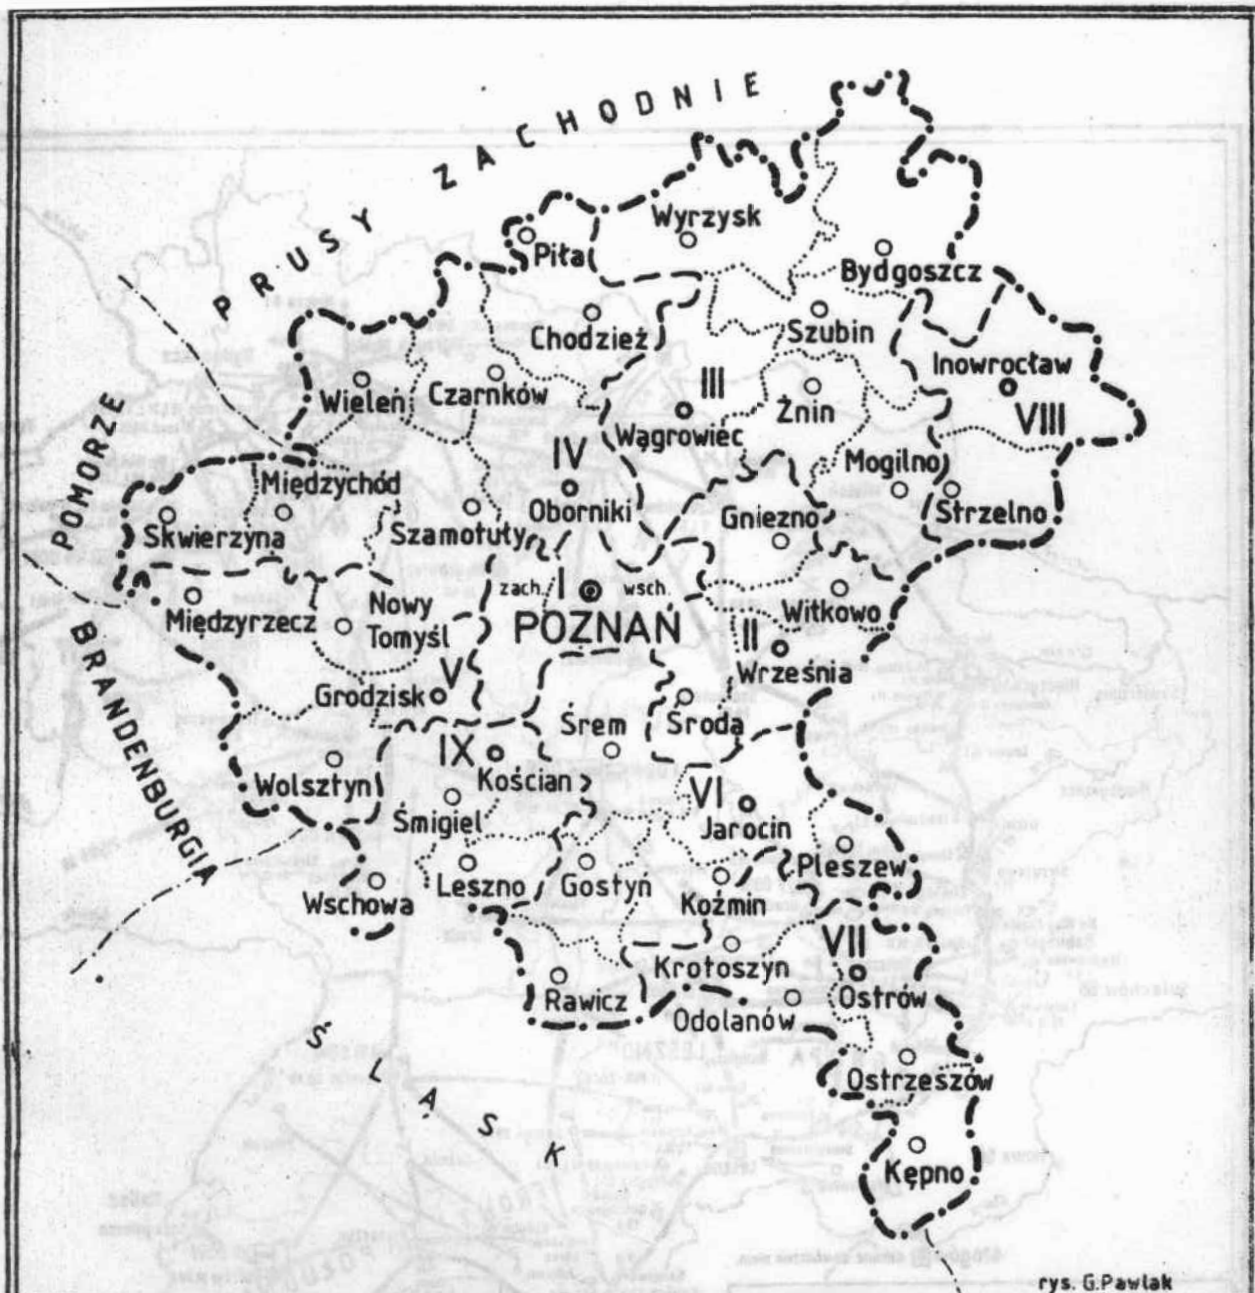 PRUSY ZACHODNIE
POMORZE
BRANDENBURGIA
ŚLĄSK
Wyrzysk
Piła
Bydgoszcz
Chodzież
Szubin
Inowrocław
VIII
Wieleń
Czarnków
III
Żnin
Wągrowiec
IV
Mogilno
Międzychód
Oborniki
Gniezno
Strzelno
Skwierzyna
Szamotuły
zach. I wsch.
POZNAŃ
Witkowo
Międzyrzecz
Nowy
Tomyśl
II
Września
V
Grodzisk
Śrem
Środa
IX
Kościan
Wolsztyn
VI
Śmigiel
Jarocin
Pleszew
Leszno
Gostyń
Wschowa
Koźmin
VII
Krotoszyn
Rawicz
Ostrów
Odolanów
Ostrzeszów
Kępno
rys. G.Pawlak